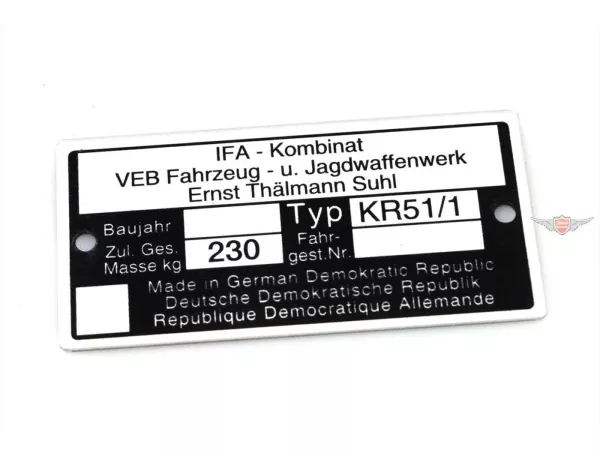 IFA - Kombinat
VEB Fahrzeug - u. Jagdwaffenwerk
Ernst Thälmann Suhl
Baujahr
Typ KR51/1
Zul. Ges. Masse kg 230
Fahr-
gest.Nr.
Made in German Demokratic Republic
Deutsche Demokratische Republik
Republique Democratique Allemande